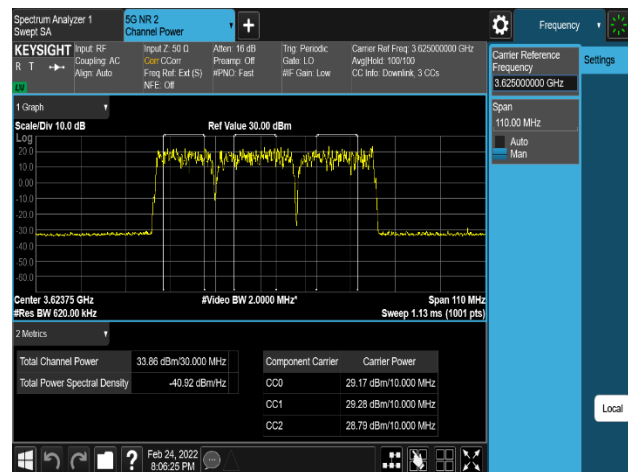 Spectrum Analyzer 1
Swept SA
5G NR 2
Channel Power
Frequency
KEYSIGHT
R T
LW
Input: RF
Coupling: AC
Align: Auto
Input Z: 50 Ω
Corr CCorr
Freq Ref: Ext (S)
NFE: Off
Atten: 16 dB
Preamp: Off
#PNO: Fast
Trig: Periodic
Gate: LO
#IF Gain: Low
Carrier Ref Freq: 3.625000000 GHz
Avg|Hold: 100/100
CC Info: Downlink, 3 CCs
Carrier Reference
Frequency
3.625000000 GHz
Settings
Span
110.00 MHz
Auto
Man
1 Graph
Scale/Div 10.0 dB
Ref Value 30.00 dBm
Log
20.0
10.0
0.00
-10.0
-20.0
-30.0
-40.0
-50.0
-60.0
Center 3.62375 GHz
#Video BW 2.0000 MHz*
Span 110 MHz
#Res BW 620.00 kHz
Sweep 1.13 ms (1001 pts)
2 Metrics
Total Channel Power 33.86 dBm/30.000 MHz
Total Power Spectral Density -40.92 dBm/Hz
Component Carrier Carrier Power
CC0 29.17 dBm/10.000 MHz
CC1 29.28 dBm/10.000 MHz
CC2 28.79 dBm/10.000 MHz
Local
?
Feb 24, 2022
8:06:25 PM